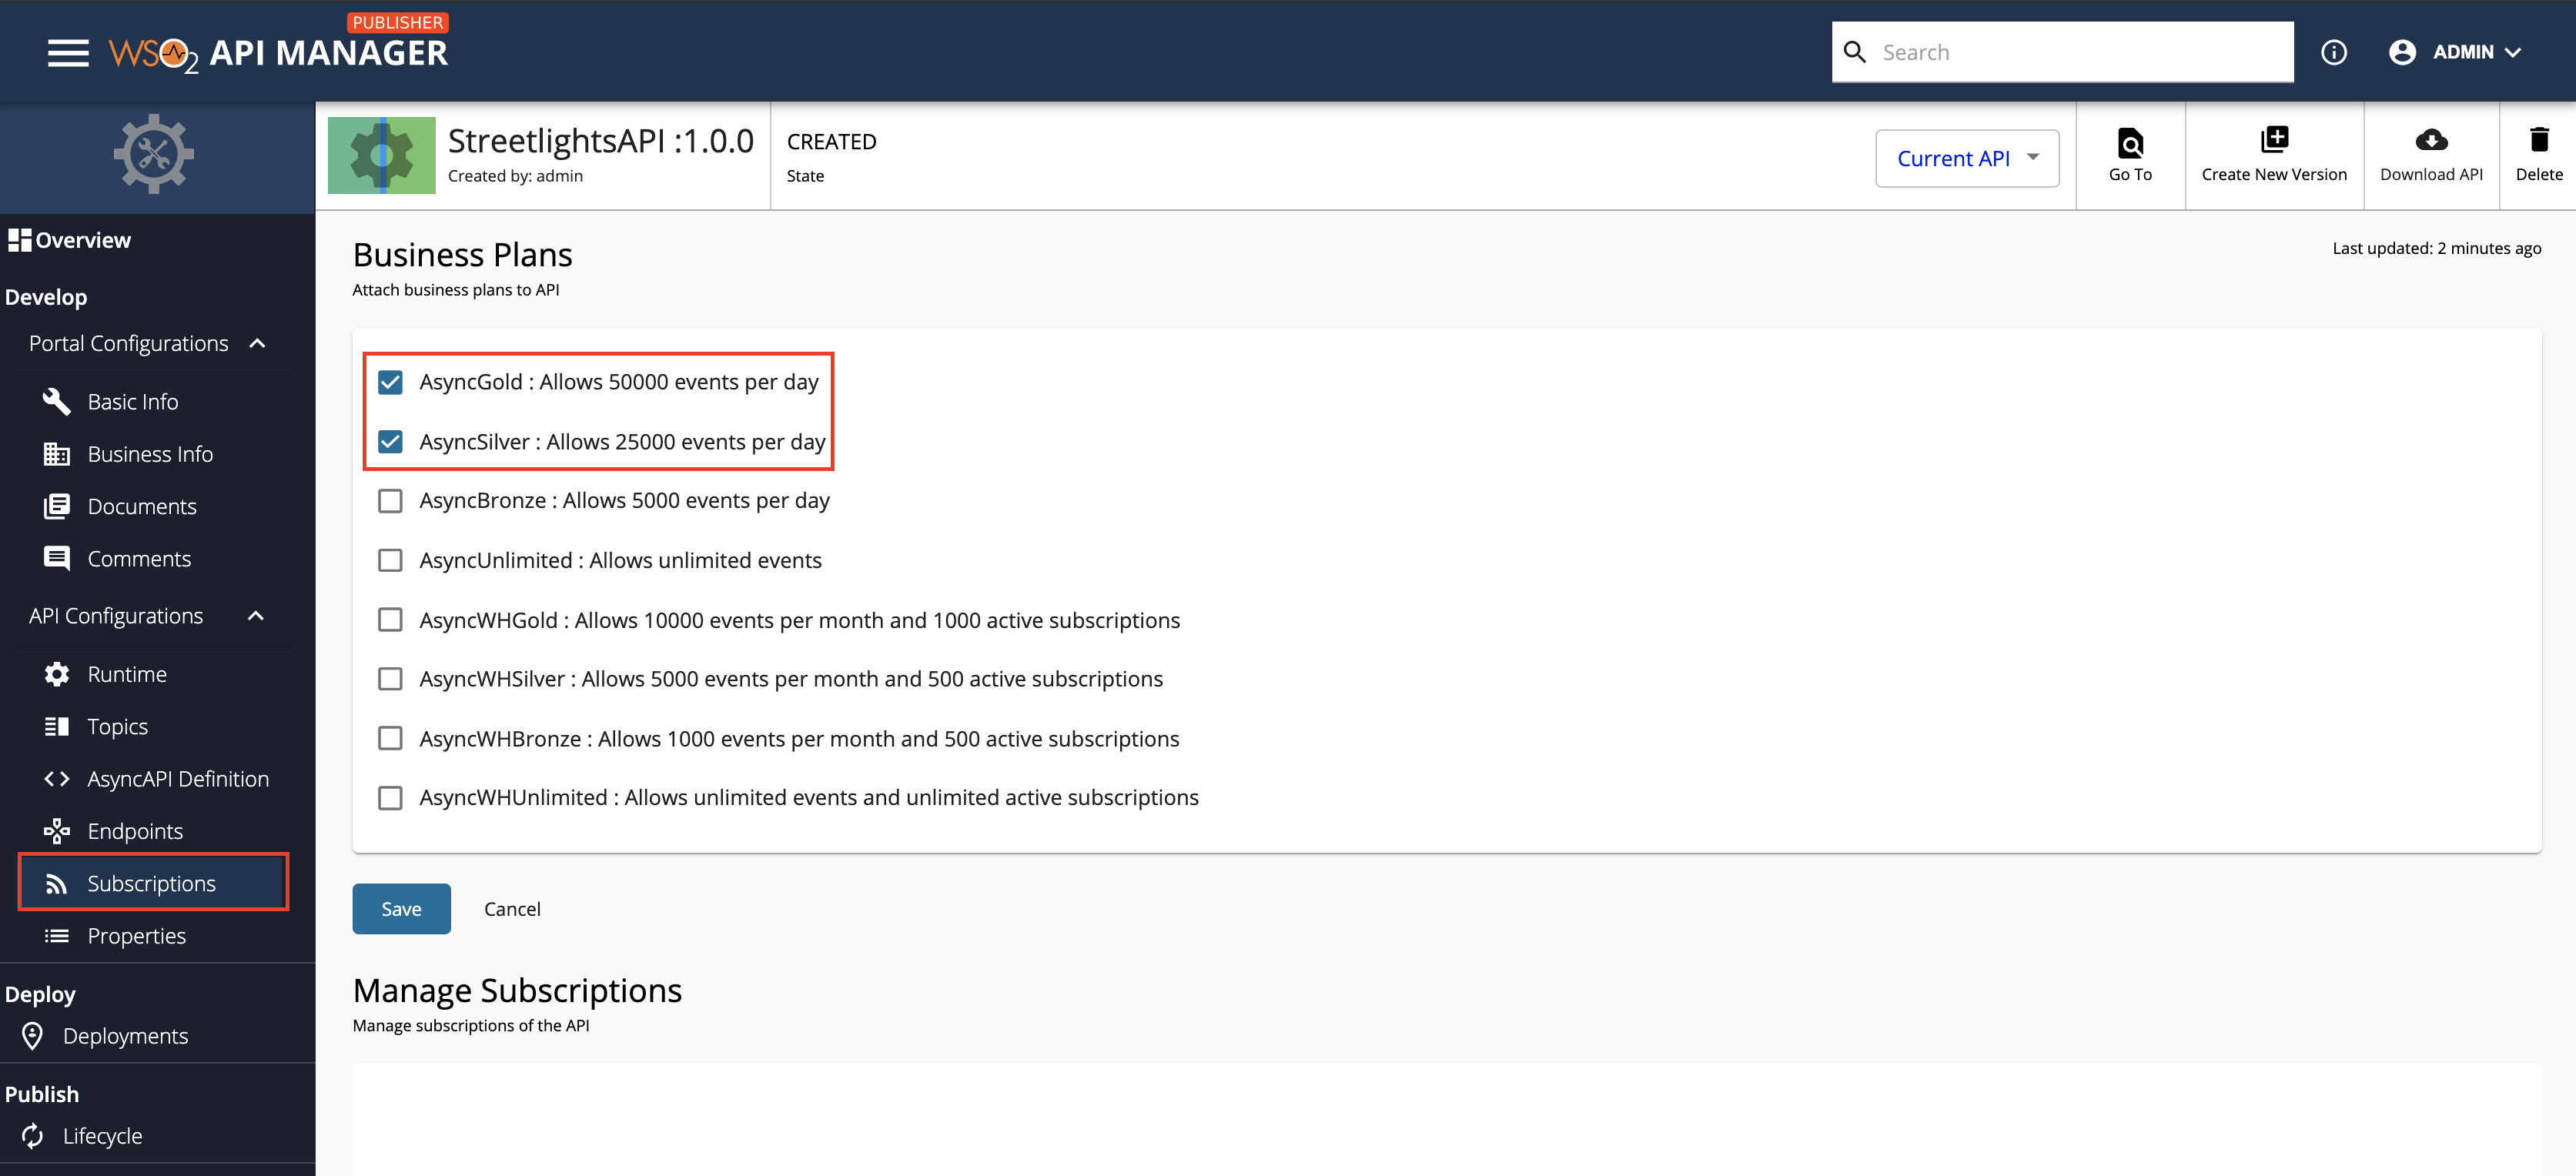 PUBLISHER
WSO2 API MANAGER
Search
ADMIN
StreetlightsAPI :1.0.0
Created by: admin
CREATED
State
Current API
Go To
Create New Version
Download API
Delete
Overview
Develop
Portal Configurations
Basic Info
Business Info
Documents
Comments
API Configurations
Runtime
Topics
AsyncAPI Definition
Endpoints
Subscriptions
Properties
Deploy
Deployments
Publish
Lifecycle
Business Plans
Last updated: 2 minutes ago
Attach business plans to API
AsyncGold : Allows 50000 events per day
AsyncSilver : Allows 25000 events per day
AsyncBronze : Allows 5000 events per day
AsyncUnlimited : Allows unlimited events
AsyncWHGold : Allows 10000 events per month and 1000 active subscriptions
AsyncWHSilver : Allows 5000 events per month and 500 active subscriptions
AsyncWHBronze : Allows 1000 events per month and 500 active subscriptions
AsyncWHUnlimited : Allows unlimited events and unlimited active subscriptions
Save
Cancel
Manage Subscriptions
Manage subscriptions of the API